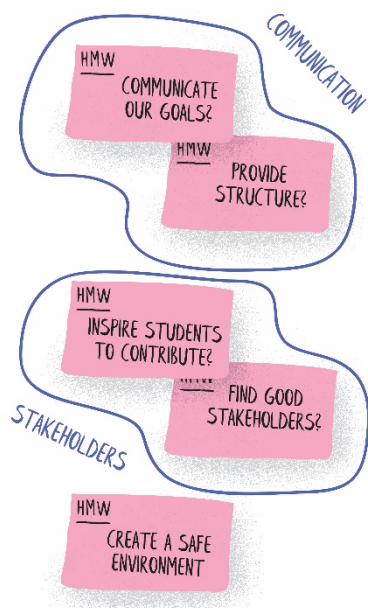 COMMUNICATION
HMW
COMMUNICATE
OUR GOALS?
HMW
PROVIDE
STRUCTURE?
HMW
INSPIRE STUDENTS
TO CONTRIBUTE?
HMW
FIND GOOD
STAKEHOLDERS?
STAKEHOLDERS
HMW
CREATE A SAFE
ENVIRONMENT